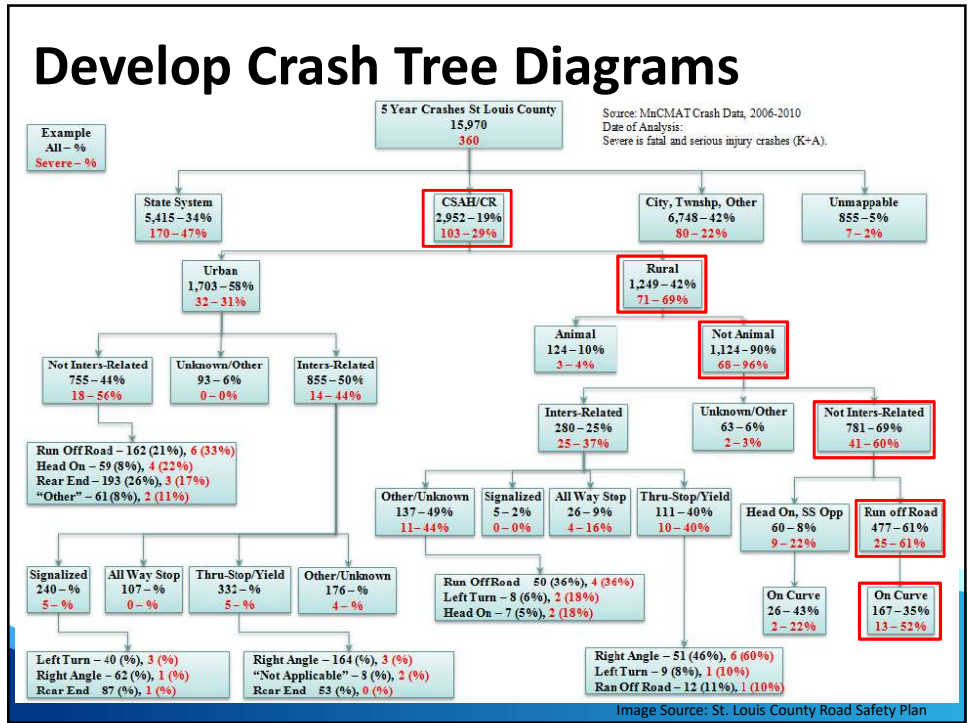 Develop Crash Tree Diagrams
5 Year Crashes St Louis County
15,970
360
Source: MnCMAT Crash Data, 2006-2010
Date of Analysis:
Severe is fatal and serious injury crashes (K+A).
Example
All – %
Severe – %
State System
5,415 – 34%
170 – 47%
CSAH/CR
2,952 – 19%
103 – 29%
City, Twnshp, Other
6,748 – 42%
80 – 22%
Unmappable
855 – 5%
7 – 2%
Urban
1,703 – 58%
32 – 31%
Rural
1,249 – 42%
71 – 69%
Animal
124 – 10%
3 – 4%
Not Animal
1,124 – 90%
68 – 96%
Not Inters-Related
755 – 44%
18 – 56%
Unknown/Other
93 – 6%
0 – 0%
Inters-Related
855 – 50%
14 – 44%
Inters-Related
280 – 25%
25 – 37%
Unknown/Other
63 – 6%
2 – 3%
Not Inters-Related
781 – 69%
41 – 60%
Run Off Road – 162 (21%), 6 (33%)
Head On – 59 (8%), 4 (22%)
Rear End – 193 (26%), 3 (17%)
“Other” – 61 (8%), 2 (11%)
Other/Unknown
137 – 49%
11 – 44%
Signalized
5 – 2%
0 – 0%
All Way Stop
26 – 9%
4 – 16%
Thru-Stop/Yield
111 – 40%
10 – 40%
Head On, SS Opp
60 – 8%
9 – 22%
Run off Road
477 – 61%
25 – 61%
Signalized
240 – %
5 – %
All Way Stop
107 – %
0 – %
Thru-Stop/Yield
332 – %
5 – %
Other/Unknown
176 – %
4 – %
Run Off Road 50 (36%), 4 (36%)
Left Turn – 8 (6%), 2 (18%)
Head On – 7 (5%), 2 (18%)
On Curve
26 – 43%
2 – 22%
On Curve
167 – 35%
13 – 52%
Left Turn – 40 (%), 3 (%)
Right Angle – 62 (%), 1 (%)
Rear End 87 (%), 1 (%)
Right Angle – 164 (%), 3 (%)
“Not Applicable” – 8 (%), 2 (%)
Rear End 53 (%), 0 (%)
Right Angle – 51 (46%), 6 (60%)
Left Turn – 9 (8%), 1 (10%)
Ran Off Road – 12 (11%), 1 (10%)
Image Source: St. Louis County Road Safety Plan